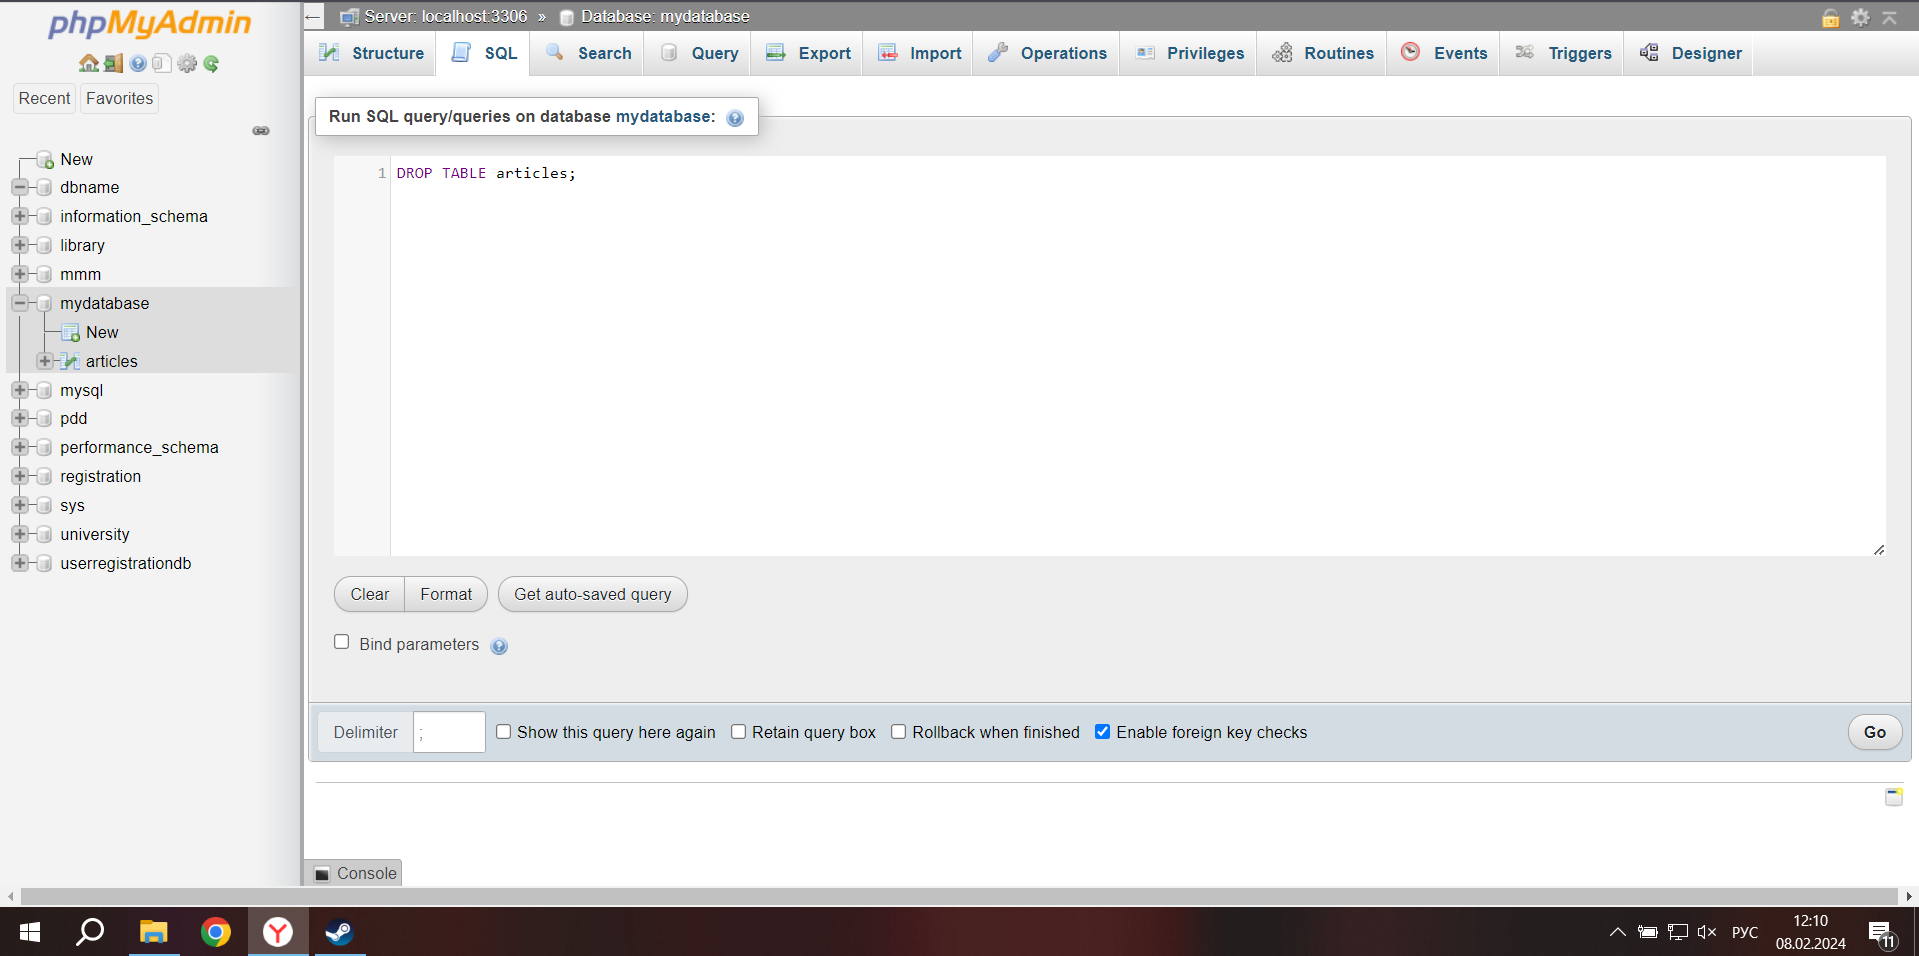 phpMyAdmin
Recent
Favorites
New
dbname
information_schema
library
mmm
mydatabase
New
articles
mysql
pdd
performance_schema
registration
sys
university
userregistrationdb
Server: localhost:3306 » Database: mydatabase
Structure
SQL
Search
Query
Export
Import
Operations
Privileges
Routines
Events
Triggers
Designer
Run SQL query/queries on database mydatabase:
1 DROP TABLE articles;
Clear
Format
Get auto-saved query
Bind parameters
Delimiter
;
Show this query here again
Retain query box
Rollback when finished
Enable foreign key checks
Go
Console
РУС
12:10
08.02.2024
11